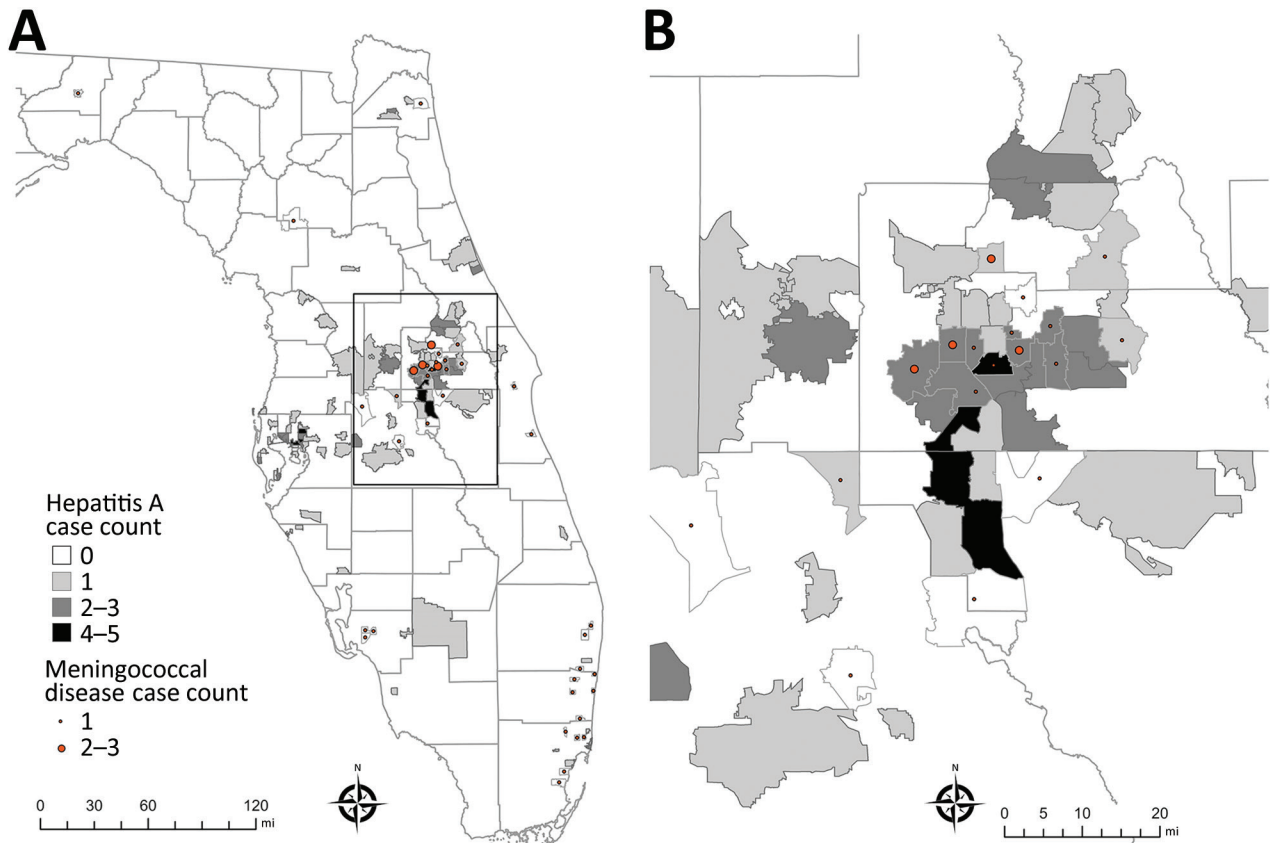 A
B
Hepatitis A
case count
0
1
2–3
4–5
Meningococcal
disease case count
1
2–3
N
0 30 60 120
mi
N
0 5 10 20
mi